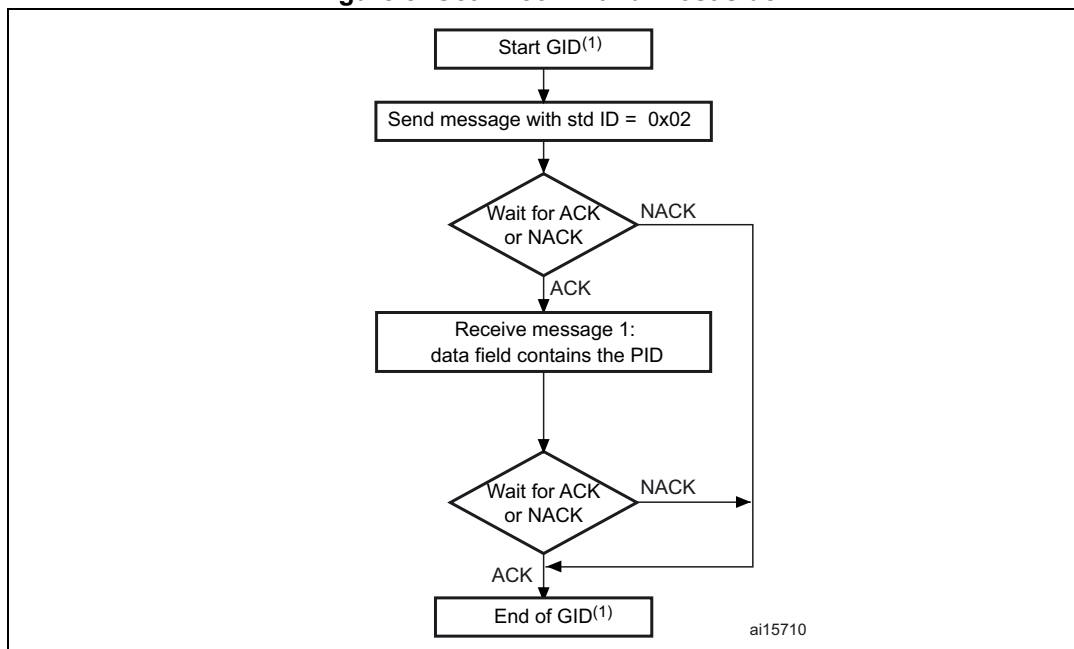 Start GID(1)
Send message with std ID = 0x02
Wait for ACK
or NACK
NACK
ACK
Receive message 1:
data field contains the PID
Wait for ACK
or NACK
NACK
ACK
End of GID(1)
ai15710